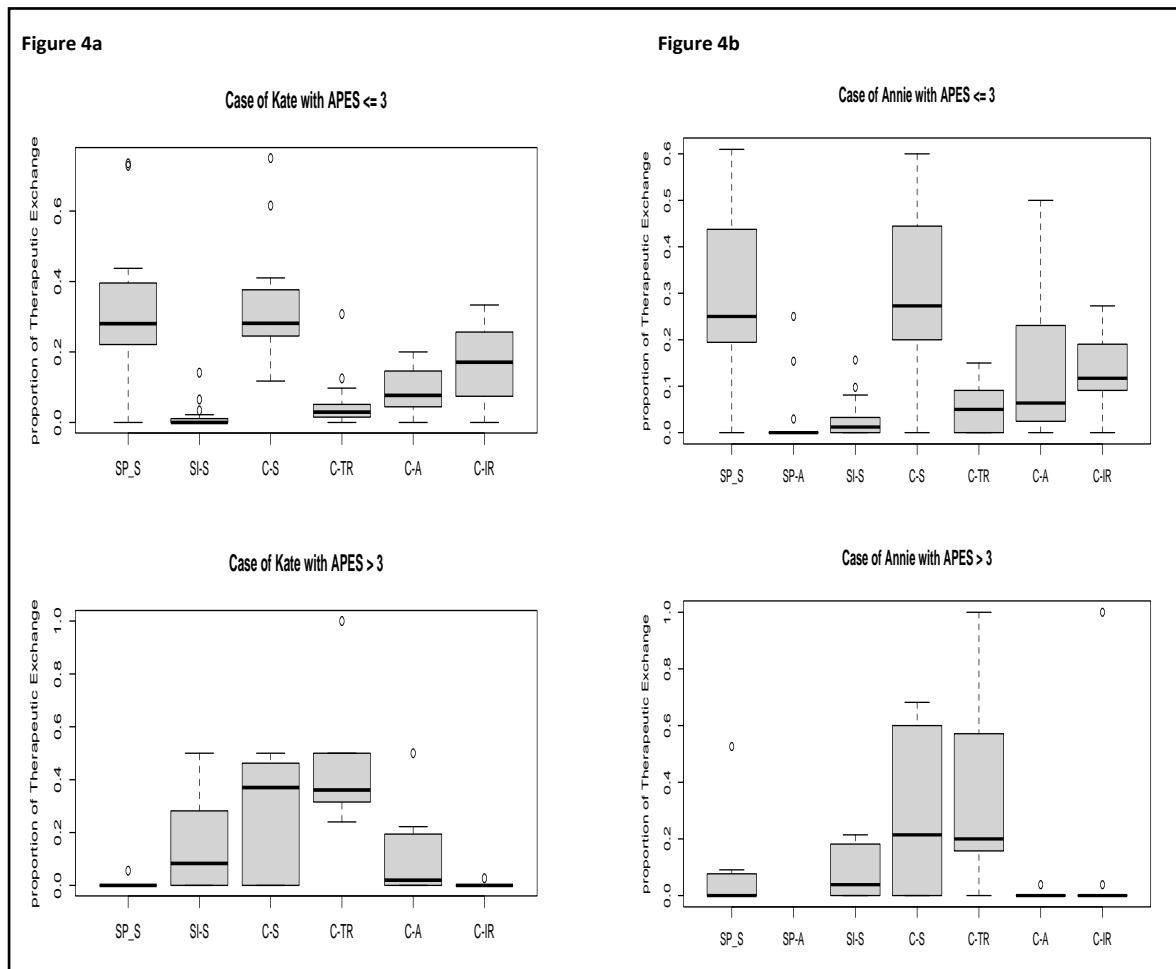 Figure 4a
Figure 4b
Case of Kate with APES <= 3
proportion of Therapeutic Exchange
0.6
0.4
0.2
0.0
SP_S SI-S C-S C-TR C-A C-IR
Case of Annie with APES <= 3
proportion of Therapeutic Exchange
0.6
0.5
0.4
0.3
0.2
0.1
0.0
SP_S SP-A SI-S C-S C-TR C-A C-IR
Case of Kate with APES > 3
proportion of Therapeutic Exchange
1.0
0.8
0.6
0.4
0.2
0.0
SP_S SI-S C-S C-TR C-A C-IR
Case of Annie with APES > 3
proportion of Therapeutic Exchange
1.0
0.8
0.6
0.4
0.2
0.0
SP_S SP-A SI-S C-S C-TR C-A C-IR